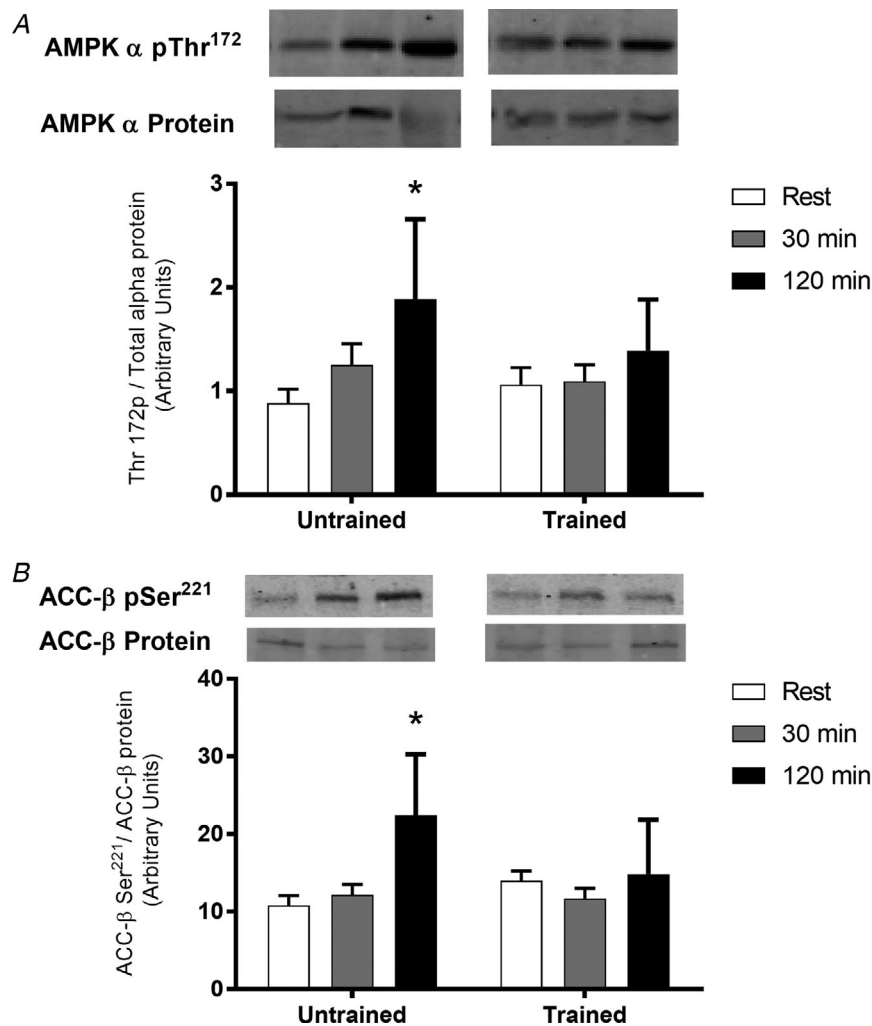 A
AMPK α pThr¹⁷²
AMPK α Protein
Thr 172p / Total alpha protein
(Arbitrary Units)
3
2
1
0
*
Untrained
Trained
Rest
30 min
120 min
B
ACC-β pSer²²¹
ACC-β Protein
ACC-β Ser²²¹/ ACC-β protein
(Arbitrary Units)
40
30
20
10
0
*
Untrained
Trained
Rest
30 min
120 min